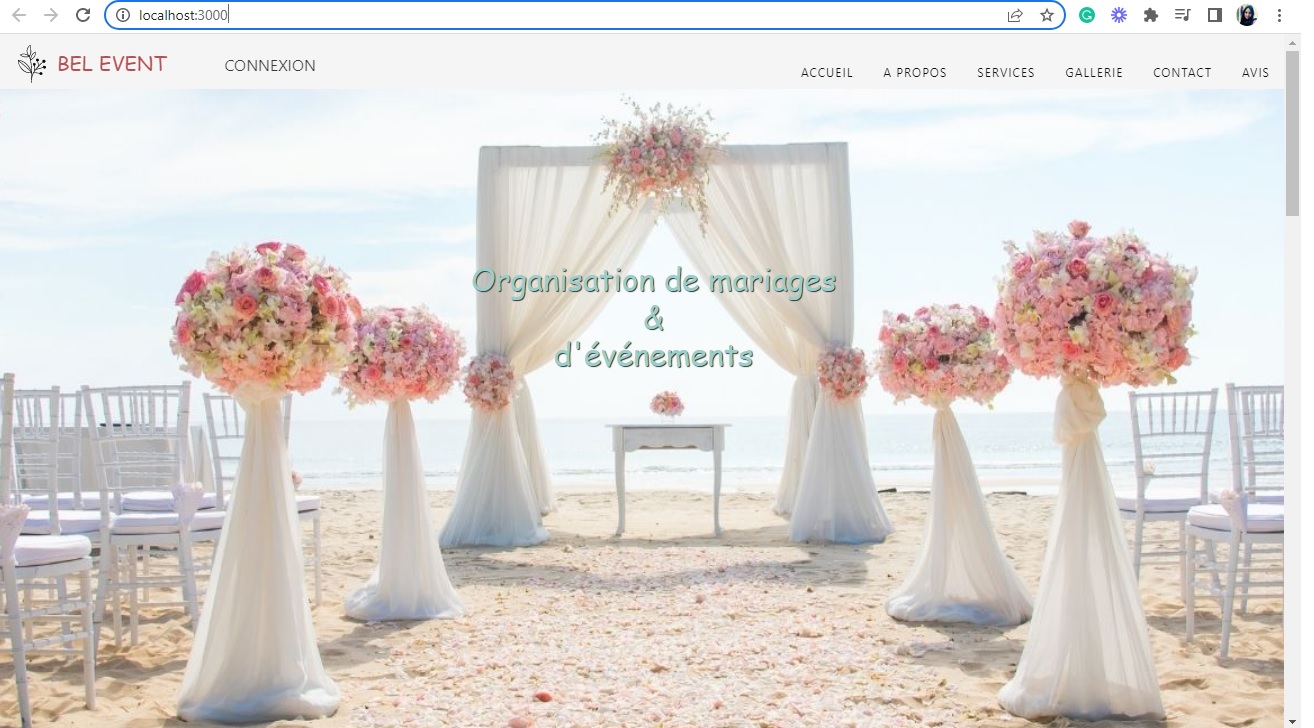 localhost:3000
BEL EVENT CONNEXION ACCUEIL A PROPOS SERVICES GALLERIE CONTACT AVIS
Organisation de mariages
&
d'événements